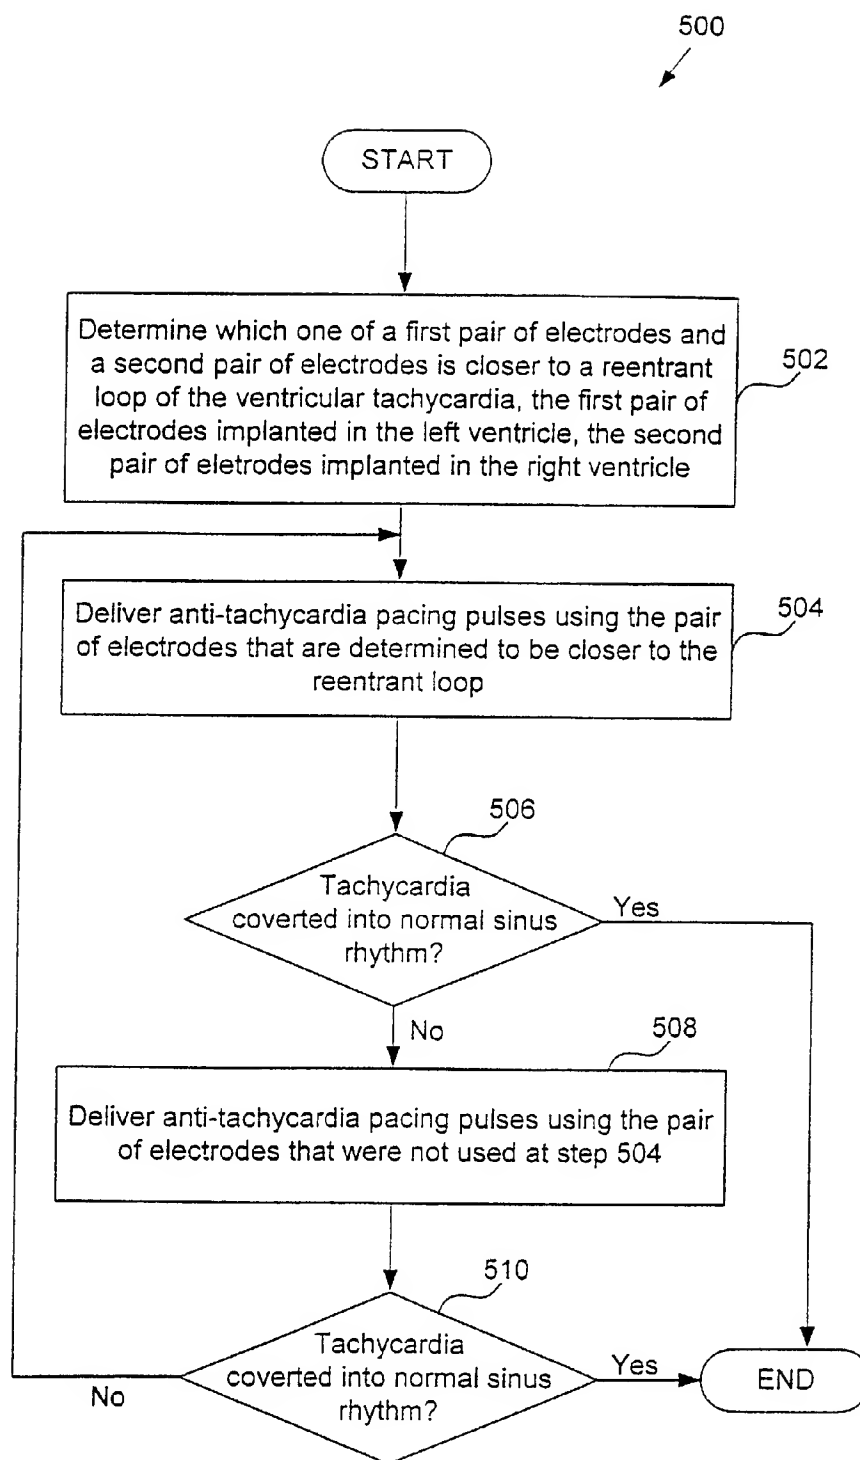 500
START
Determine which one of a first pair of electrodes and
a second pair of electrodes is closer to a reentrant
loop of the ventricular tachycardia, the first pair of
electrodes implanted in the left ventricle, the second
pair of eletrodes implanted in the right ventricle
502
Deliver anti-tachycardia pacing pulses using the pair
of electrodes that are determined to be closer to the
reentrant loop
504
506
Tachycardia
coverted into normal sinus
rhythm?
Yes
No
508
Deliver anti-tachycardia pacing pulses using the pair
of electrodes that were not used at step 504
510
Tachycardia
coverted into normal sinus
rhythm?
No
Yes
END